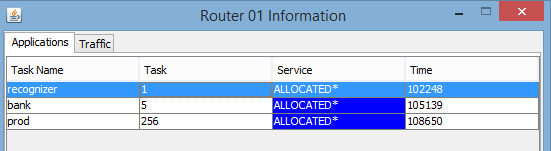 Router 01 Information
Applications Traffic
Task Name Task Service Time
recognizer 1 ALLOCATED* 102248
bank 5 ALLOCATED* 105139
prod 256 ALLOCATED* 108650